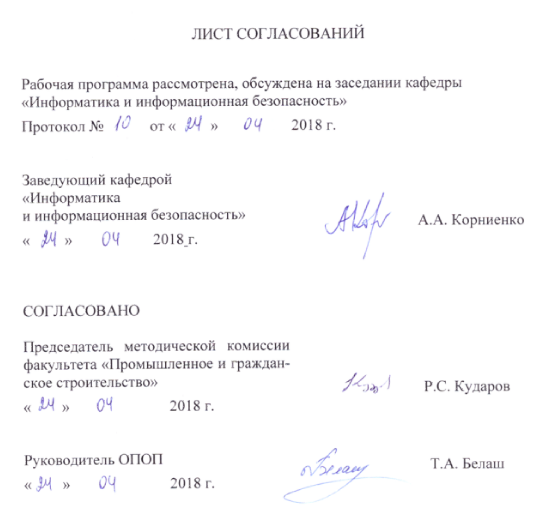 ЛИСТ СОГЛАСОВАНИЙ
Рабочая программа рассмотрена, обсуждена на заседании кафедры
«Информатика и информационная безопасность»
Протокол № 10 от « 24 » 04 2018 г.
Заведующий кафедрой
«Информатика
и информационная безопасность»
А.А. Корниенко
« 24 » 04 2018 г.
СОГЛАСОВАНО
Председатель методической комиссии
факультета «Промышленное и граждан-
ское строительство»
Р.С. Кударов
« 24 » 04 2018 г.
Руководитель ОПОП
Т.А. Белаш
« 24 » 04 2018 г.